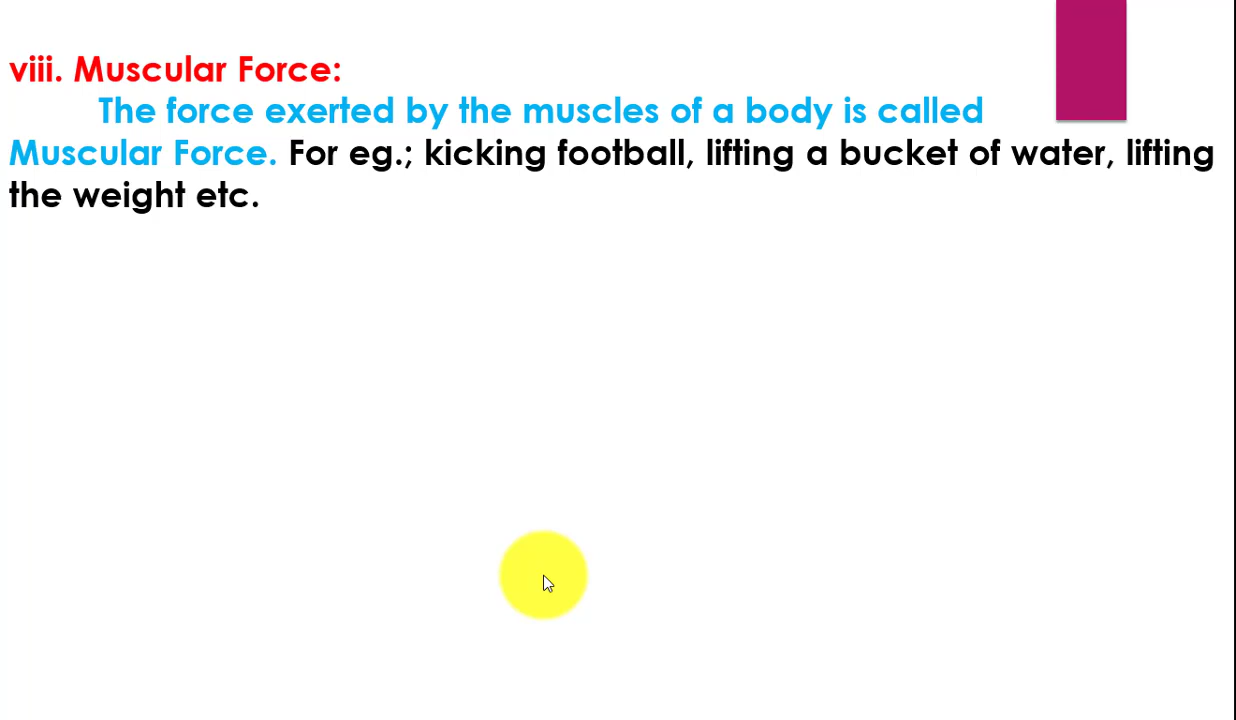 viii. Muscular Force:
The force exerted by the muscles of a body is called
Muscular Force. For eg.; kicking football, lifting a bucket of water, lifting
the weight etc.